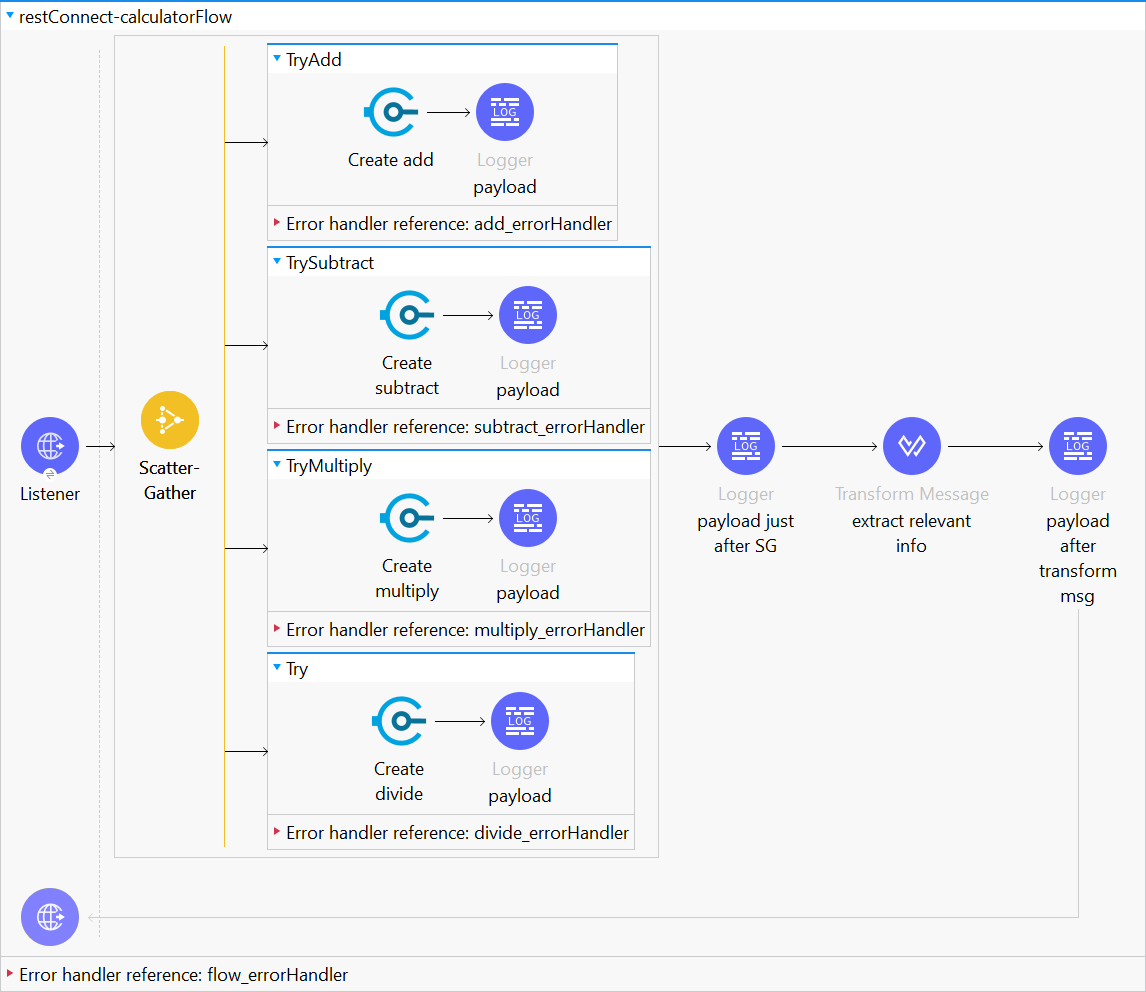 restConnect-calculatorFlow
TryAdd
LOG
Create add
Logger
payload
Error handler reference: add_errorHandler
TrySubtract
LOG
Create
subtract
Logger
payload
Error handler reference: subtract_errorHandler
TryMultiply
LOG
Create
multiply
Logger
payload
Error handler reference: multiply_errorHandler
Try
LOG
Create
divide
Logger
payload
Error handler reference: divide_errorHandler
Listener
Scatter-
Gather
LOG
Logger
payload just
after SG
Transform Message
extract relevant
info
LOG
Logger
payload
after
transform
msg
Error handler reference: flow_errorHandler